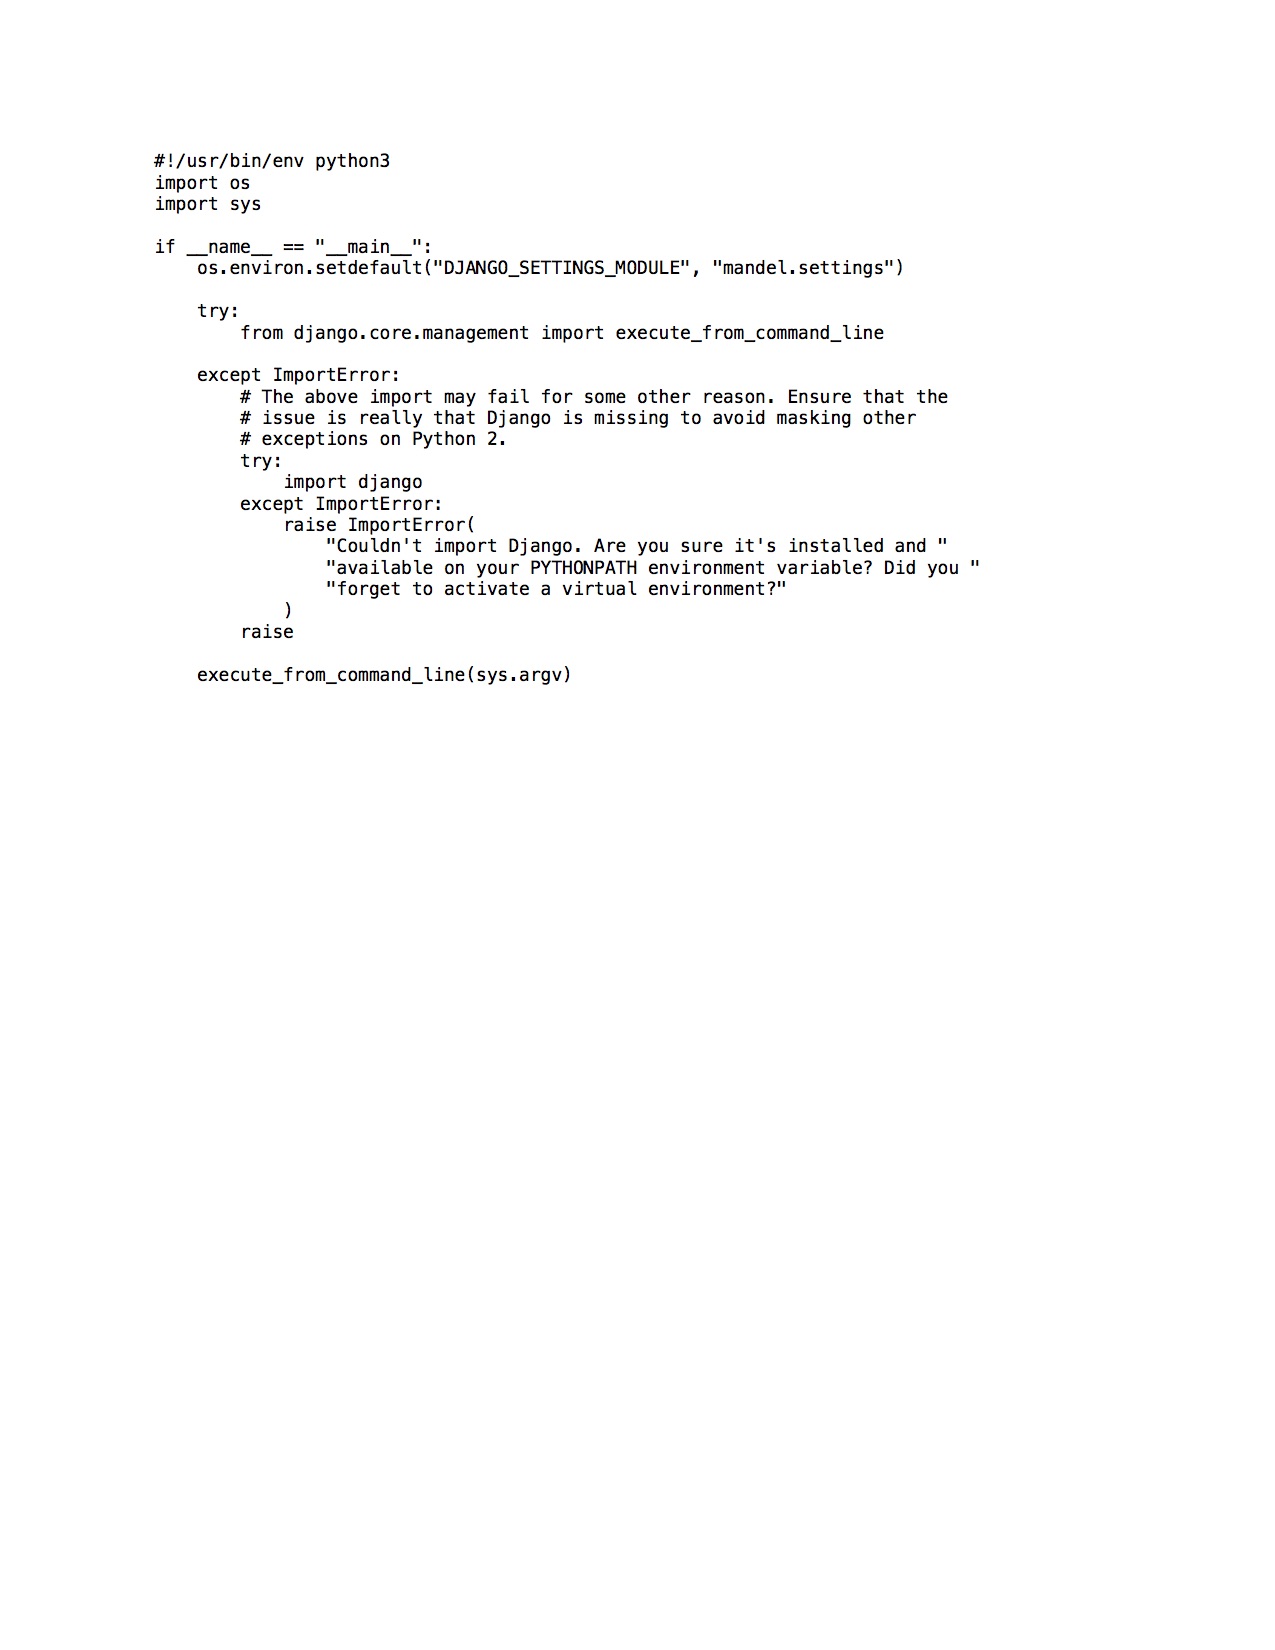 #!/usr/bin/env python3
import os
import sys

if __name__ == "__main__":
    os.environ.setdefault("DJANGO_SETTINGS_MODULE", "mandel.settings")

    try:
        from django.core.management import execute_from_command_line

    except ImportError:
        # The above import may fail for some other reason. Ensure that the
        # issue is really that Django is missing to avoid masking other
        # exceptions on Python 2.
        try:
            import django
        except ImportError:
            raise ImportError(
                "Couldn't import Django. Are you sure it's installed and "
                "available on your PYTHONPATH environment variable? Did you "
                "forget to activate a virtual environment?"
            )
        raise

    execute_from_command_line(sys.argv)